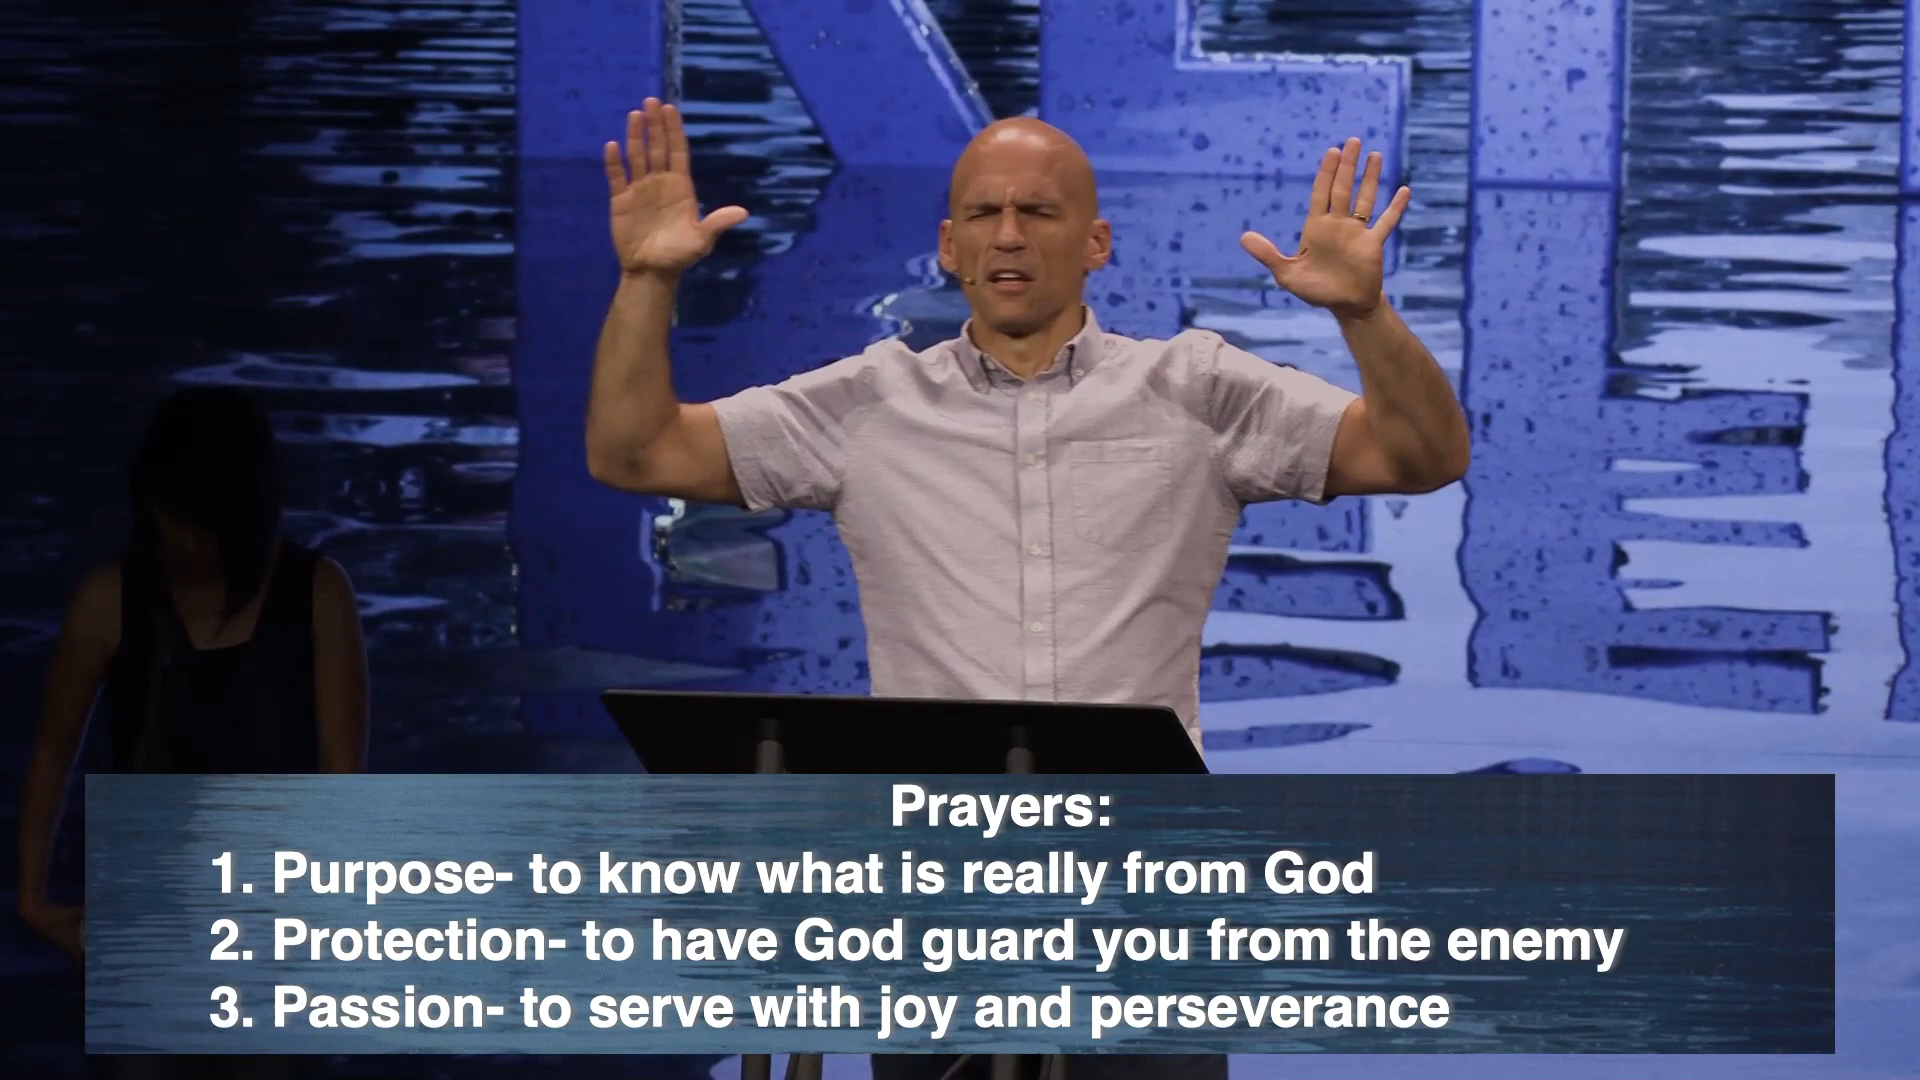 Prayers:
1. Purpose- to know what is really from God
2. Protection- to have God guard you from the enemy
3. Passion- to serve with joy and perseverance